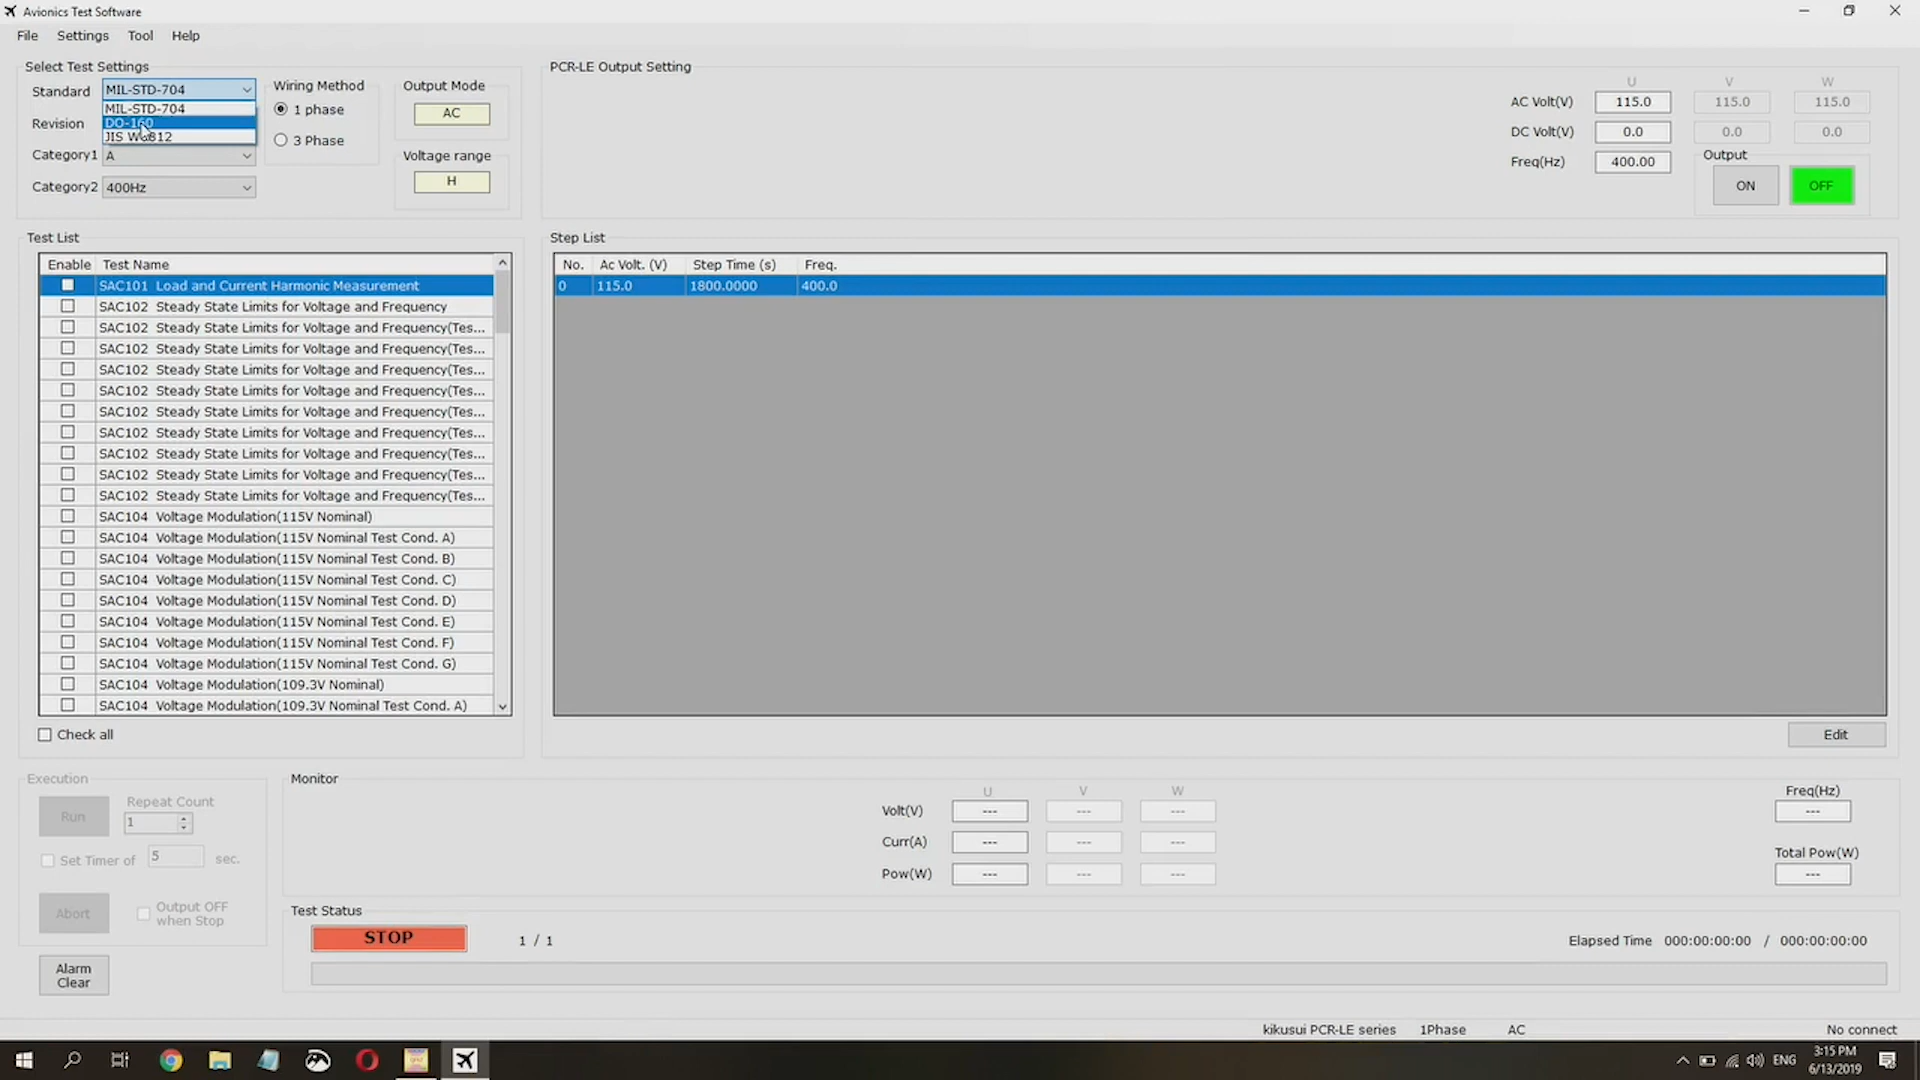 Avionics Test Software
File Settings Tool Help
Select Test Settings
Standard MIL-STD-704
MIL-STD-704
DO-160
JIS W 0812
Revision
Category1 A
Category2 400Hz
Wiring Method
1 phase
3 Phase
Output Mode
AC
Voltage range
H
PCR-LE Output Setting
U V W
AC Volt(V) 115.0 115.0 115.0
DC Volt(V) 0.0 0.0 0.0
Freq(Hz) 400.00
Output
ON OFF
Test List
Enable Test Name
SAC101 Load and Current Harmonic Measurement
SAC102 Steady State Limits for Voltage and Frequency
SAC102 Steady State Limits for Voltage and Frequency(Tes...
SAC102 Steady State Limits for Voltage and Frequency(Tes...
SAC102 Steady State Limits for Voltage and Frequency(Tes...
SAC102 Steady State Limits for Voltage and Frequency(Tes...
SAC102 Steady State Limits for Voltage and Frequency(Tes...
SAC102 Steady State Limits for Voltage and Frequency(Tes...
SAC102 Steady State Limits for Voltage and Frequency(Tes...
SAC102 Steady State Limits for Voltage and Frequency(Tes...
SAC102 Steady State Limits for Voltage and Frequency(Tes...
SAC104 Voltage Modulation(115V Nominal)
SAC104 Voltage Modulation(115V Nominal Test Cond. A)
SAC104 Voltage Modulation(115V Nominal Test Cond. B)
SAC104 Voltage Modulation(115V Nominal Test Cond. C)
SAC104 Voltage Modulation(115V Nominal Test Cond. D)
SAC104 Voltage Modulation(115V Nominal Test Cond. E)
SAC104 Voltage Modulation(115V Nominal Test Cond. F)
SAC104 Voltage Modulation(115V Nominal Test Cond. G)
SAC104 Voltage Modulation(109.3V Nominal)
SAC104 Voltage Modulation(109.3V Nominal Test Cond. A)
Check all
Step List
No. Ac Volt. (V) Step Time (s) Freq.
0 115.0 1800.0000 400.0
Edit
Execution
Run
Repeat Count
1
Set Timer of 5 sec.
Abort
Output OFF
when Stop
Alarm
Clear
Monitor
U V W
Volt(V) --- --- ---
Curr(A) --- --- ---
Pow(W) --- --- ---
Freq(Hz)
---
Total Pow(W)
---
Test Status
STOP 1 / 1
Elapsed Time 000:00:00:00 / 000:00:00:00
kikusui PCR-LE series 1Phase AC No connect
ENG
3:15 PM
6/13/2019